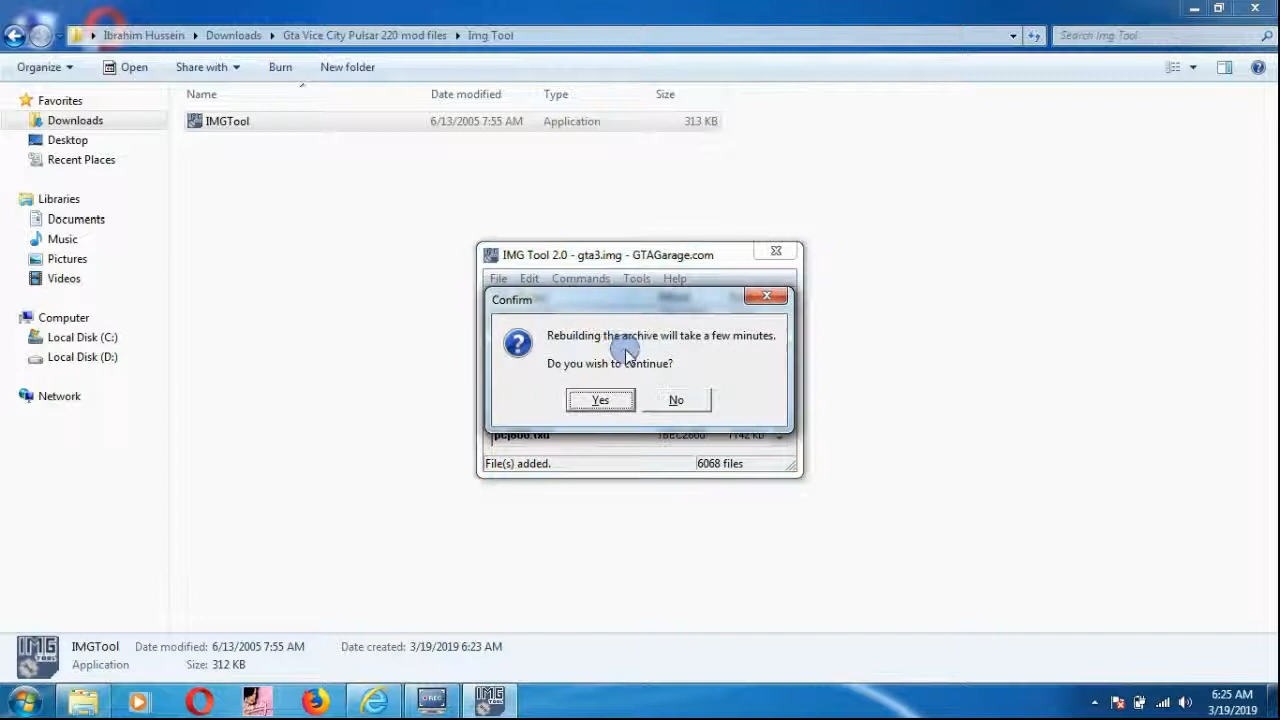 Ibrahim Hussein Downloads Gta Vice City Pulsar 220 mod files Img Tool
Search Img Tool
Organize Open Share with Burn New folder
Name Date modified Type Size
Favorites
Downloads
Desktop
Recent Places
Libraries
Documents
Music
Pictures
Videos
Computer
Local Disk (C:)
Local Disk (D:)
Network
IMGTool 6/13/2005 7:55 AM Application 313 KB
IMG Tool 2.0 - gta3.img - GTAGarage.com
File Edit Commands Tools Help
Confirm
Rebuilding the archive will take a few minutes.
Do you wish to continue?
Yes No
File(s) added. 6068 files
IMG TOOL
IMGTool Date modified: 6/13/2005 7:55 AM Date created: 3/19/2019 6:23 AM
Application Size: 312 KB
IMG TOOL
6:25 AM
3/19/2019